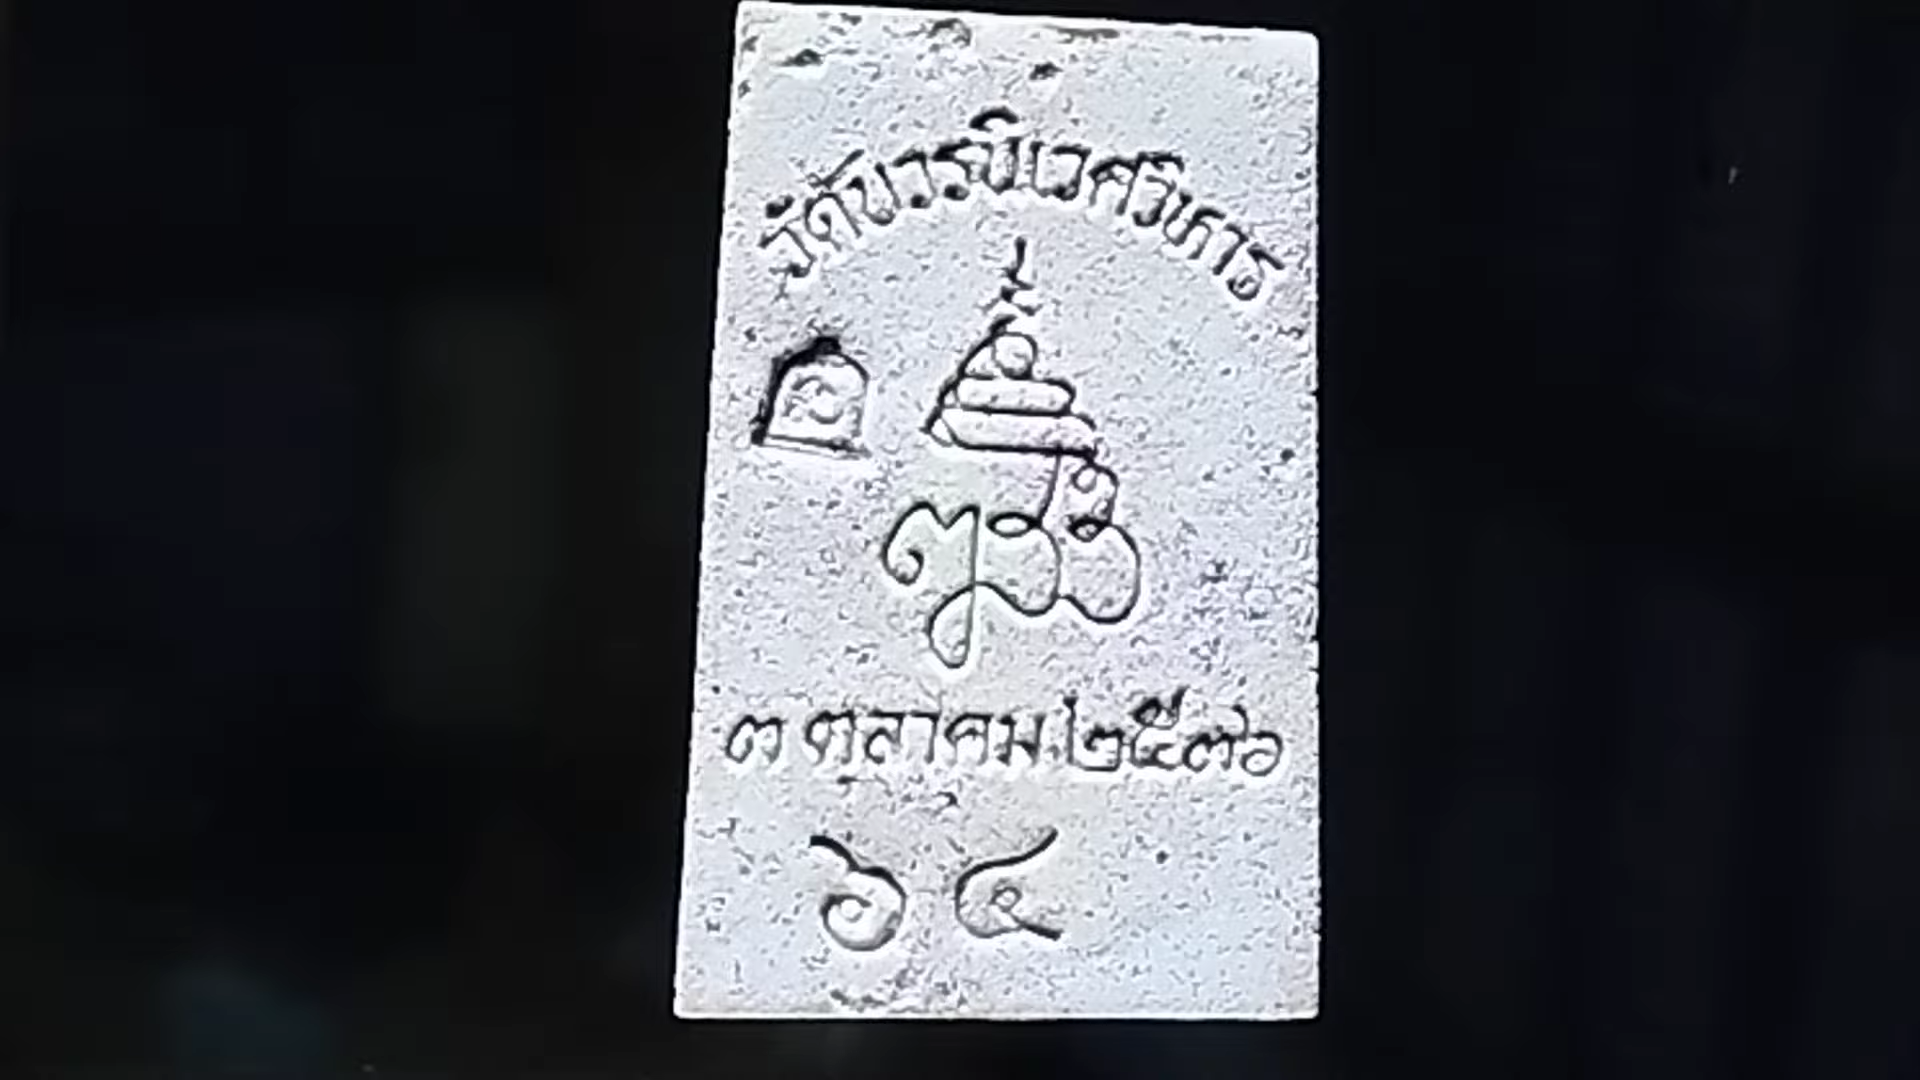 วัดบวรนิเวศวิหาร
๓ ตุลาคม ๒๕๓๖
๖๔